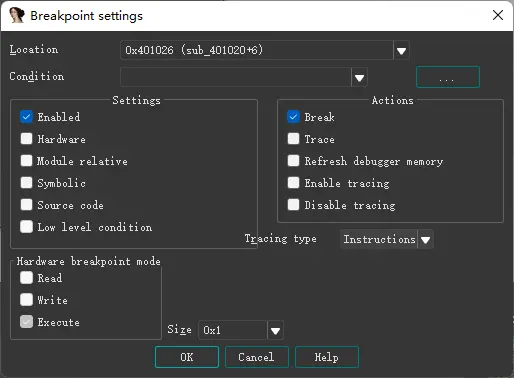 Breakpoint settings
Location 0x401026 (sub_401020+6)
Condition ...
Settings
Enabled
Hardware
Module relative
Symbolic
Source code
Low level condition
Actions
Break
Trace
Refresh debugger memory
Enable tracing
Disable tracing
Tracing type Instructions
Hardware breakpoint mode
Read
Write
Execute
Size 0x1
OK Cancel Help